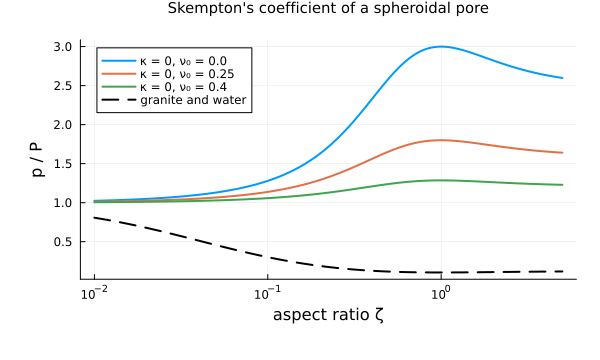 Skempton's coefficient of a spheroidal pore
p / P
3.0
2.5
2.0
1.5
1.0
0.5
κ = 0, ν₀ = 0.0
κ = 0, ν₀ = 0.25
κ = 0, ν₀ = 0.4
granite and water
10⁻² 10⁻¹ 10⁰
aspect ratio ζ